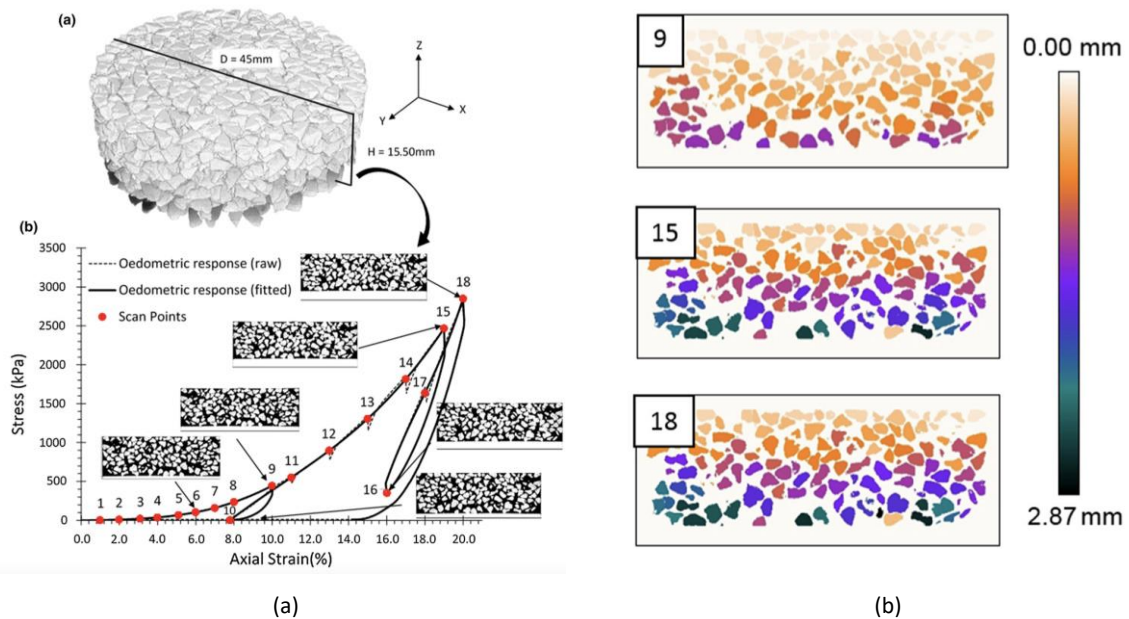 (a)
D = 45mm
Z
X
Y
H = 15.50mm
(b)
3500
3000
2500
2000
1500
1000
500
0
Stress (kPa)
Oedometric response (raw)
Oedometric response (fitted)
Scan Points
1
2
3
4
5
6
7
8
9
10
11
12
13
14
15
16
17
18
0.0 2.0 4.0 6.0 8.0 10.0 12.0 14.0 16.0 18.0 20.0
Axial Strain(%)
(a)
9
15
18
0.00 mm
2.87 mm
(b)